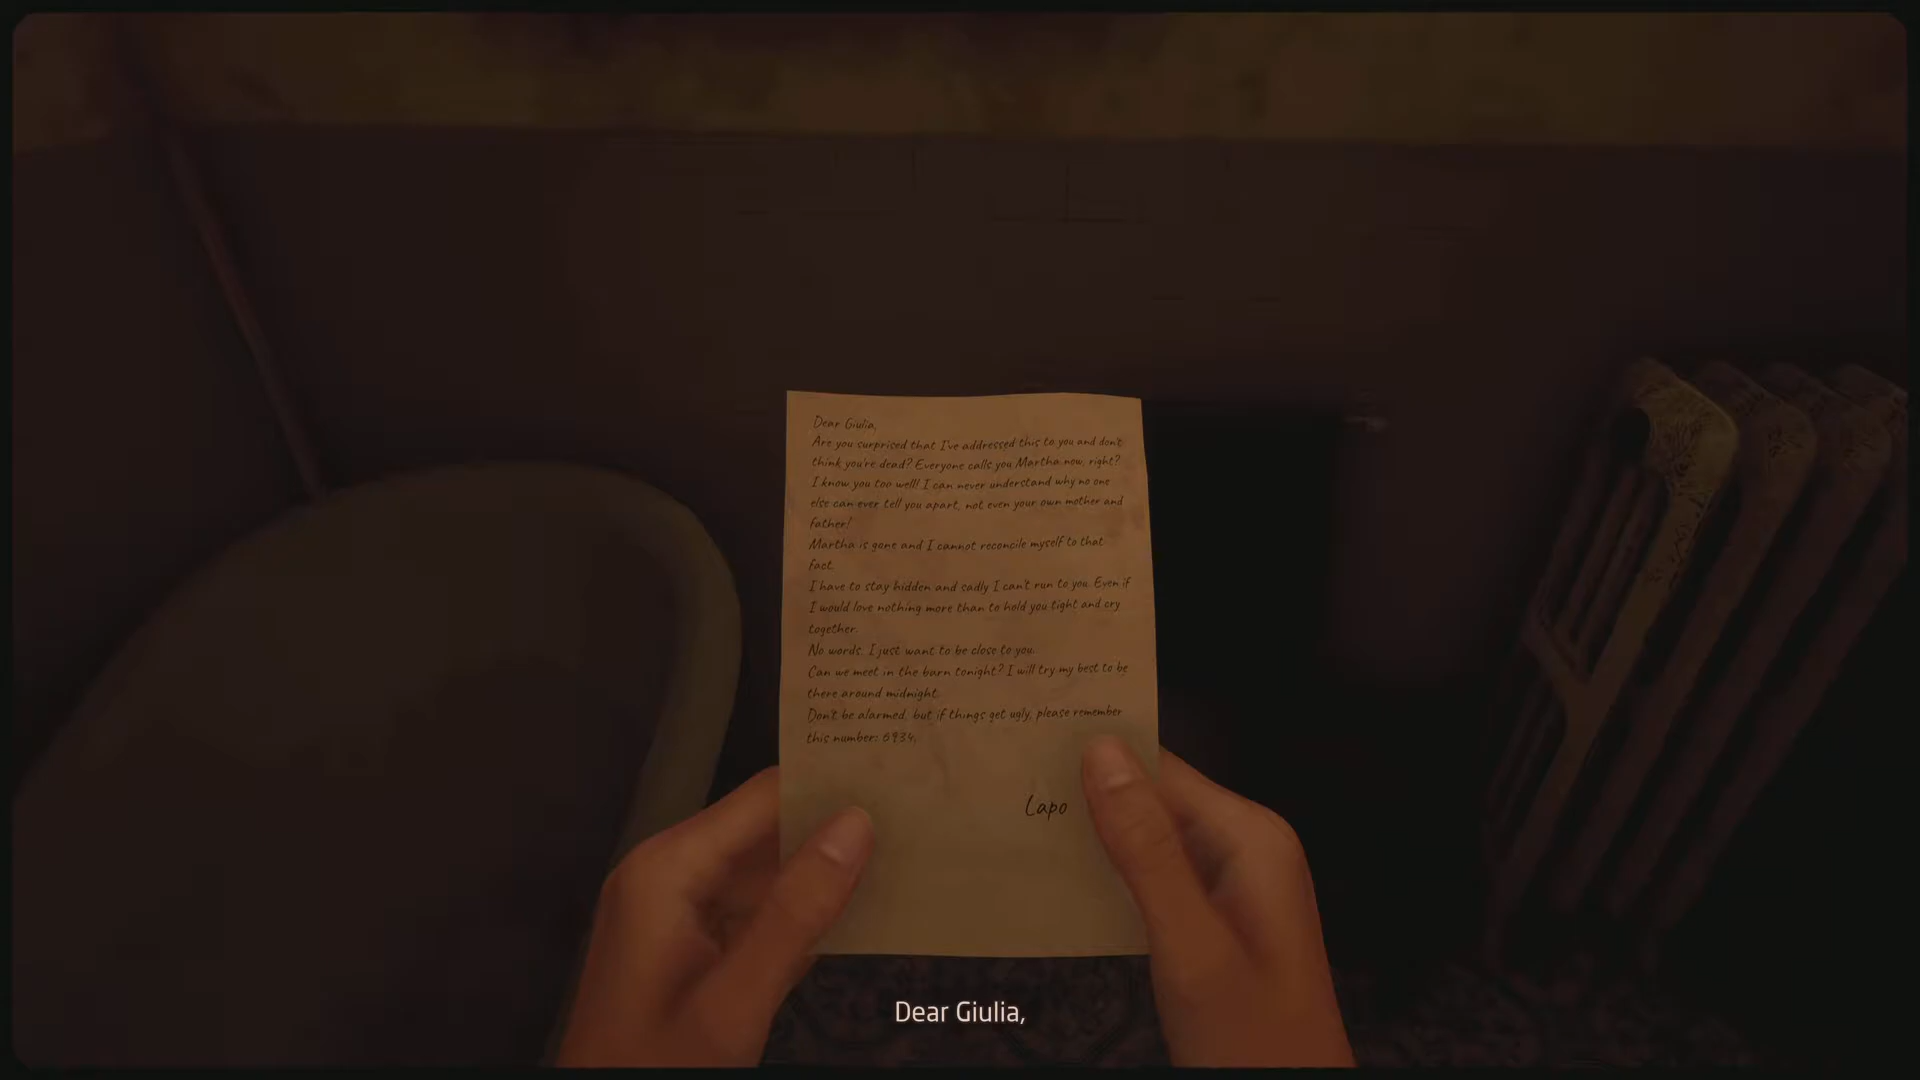 Dear Giulia,
Are you surprised that I've addressed this to you and don't
think you're dead? Everyone calls you Martha now, right?
I know you too well! I can never understand why no one
else can ever tell you apart, not even your own mother and
father!
Martha is gone and I cannot reconcile myself to that
fact.
I have to stay hidden and sadly I can't run to you. Even if
I would love nothing more than to hold you tight and cry
together.
No words. I just want to be close to you.
Can we meet in the barn tonight? I will try my best to be
there around midnight.
Don't be alarmed, but if things get ugly, please remember
this number:
Lapo
Dear Giulia,